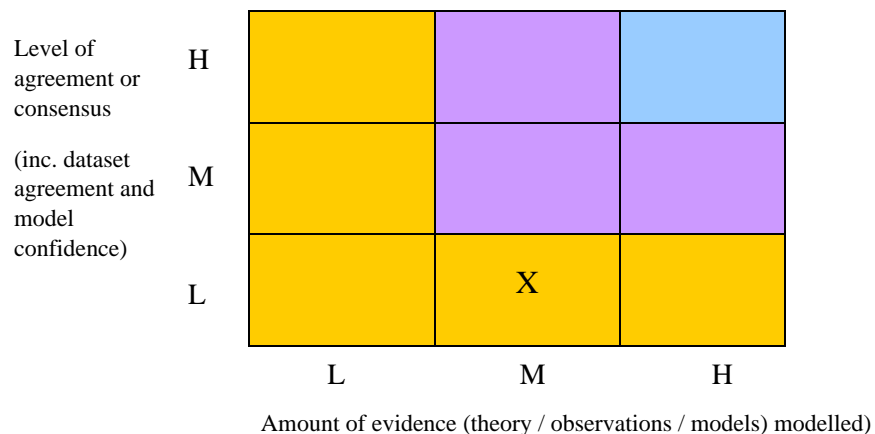 Level of
agreement or
consensus
(inc. dataset
agreement and
model
confidence)
H
M
L
X
L M H
Amount of evidence (theory / observations / models) modelled)